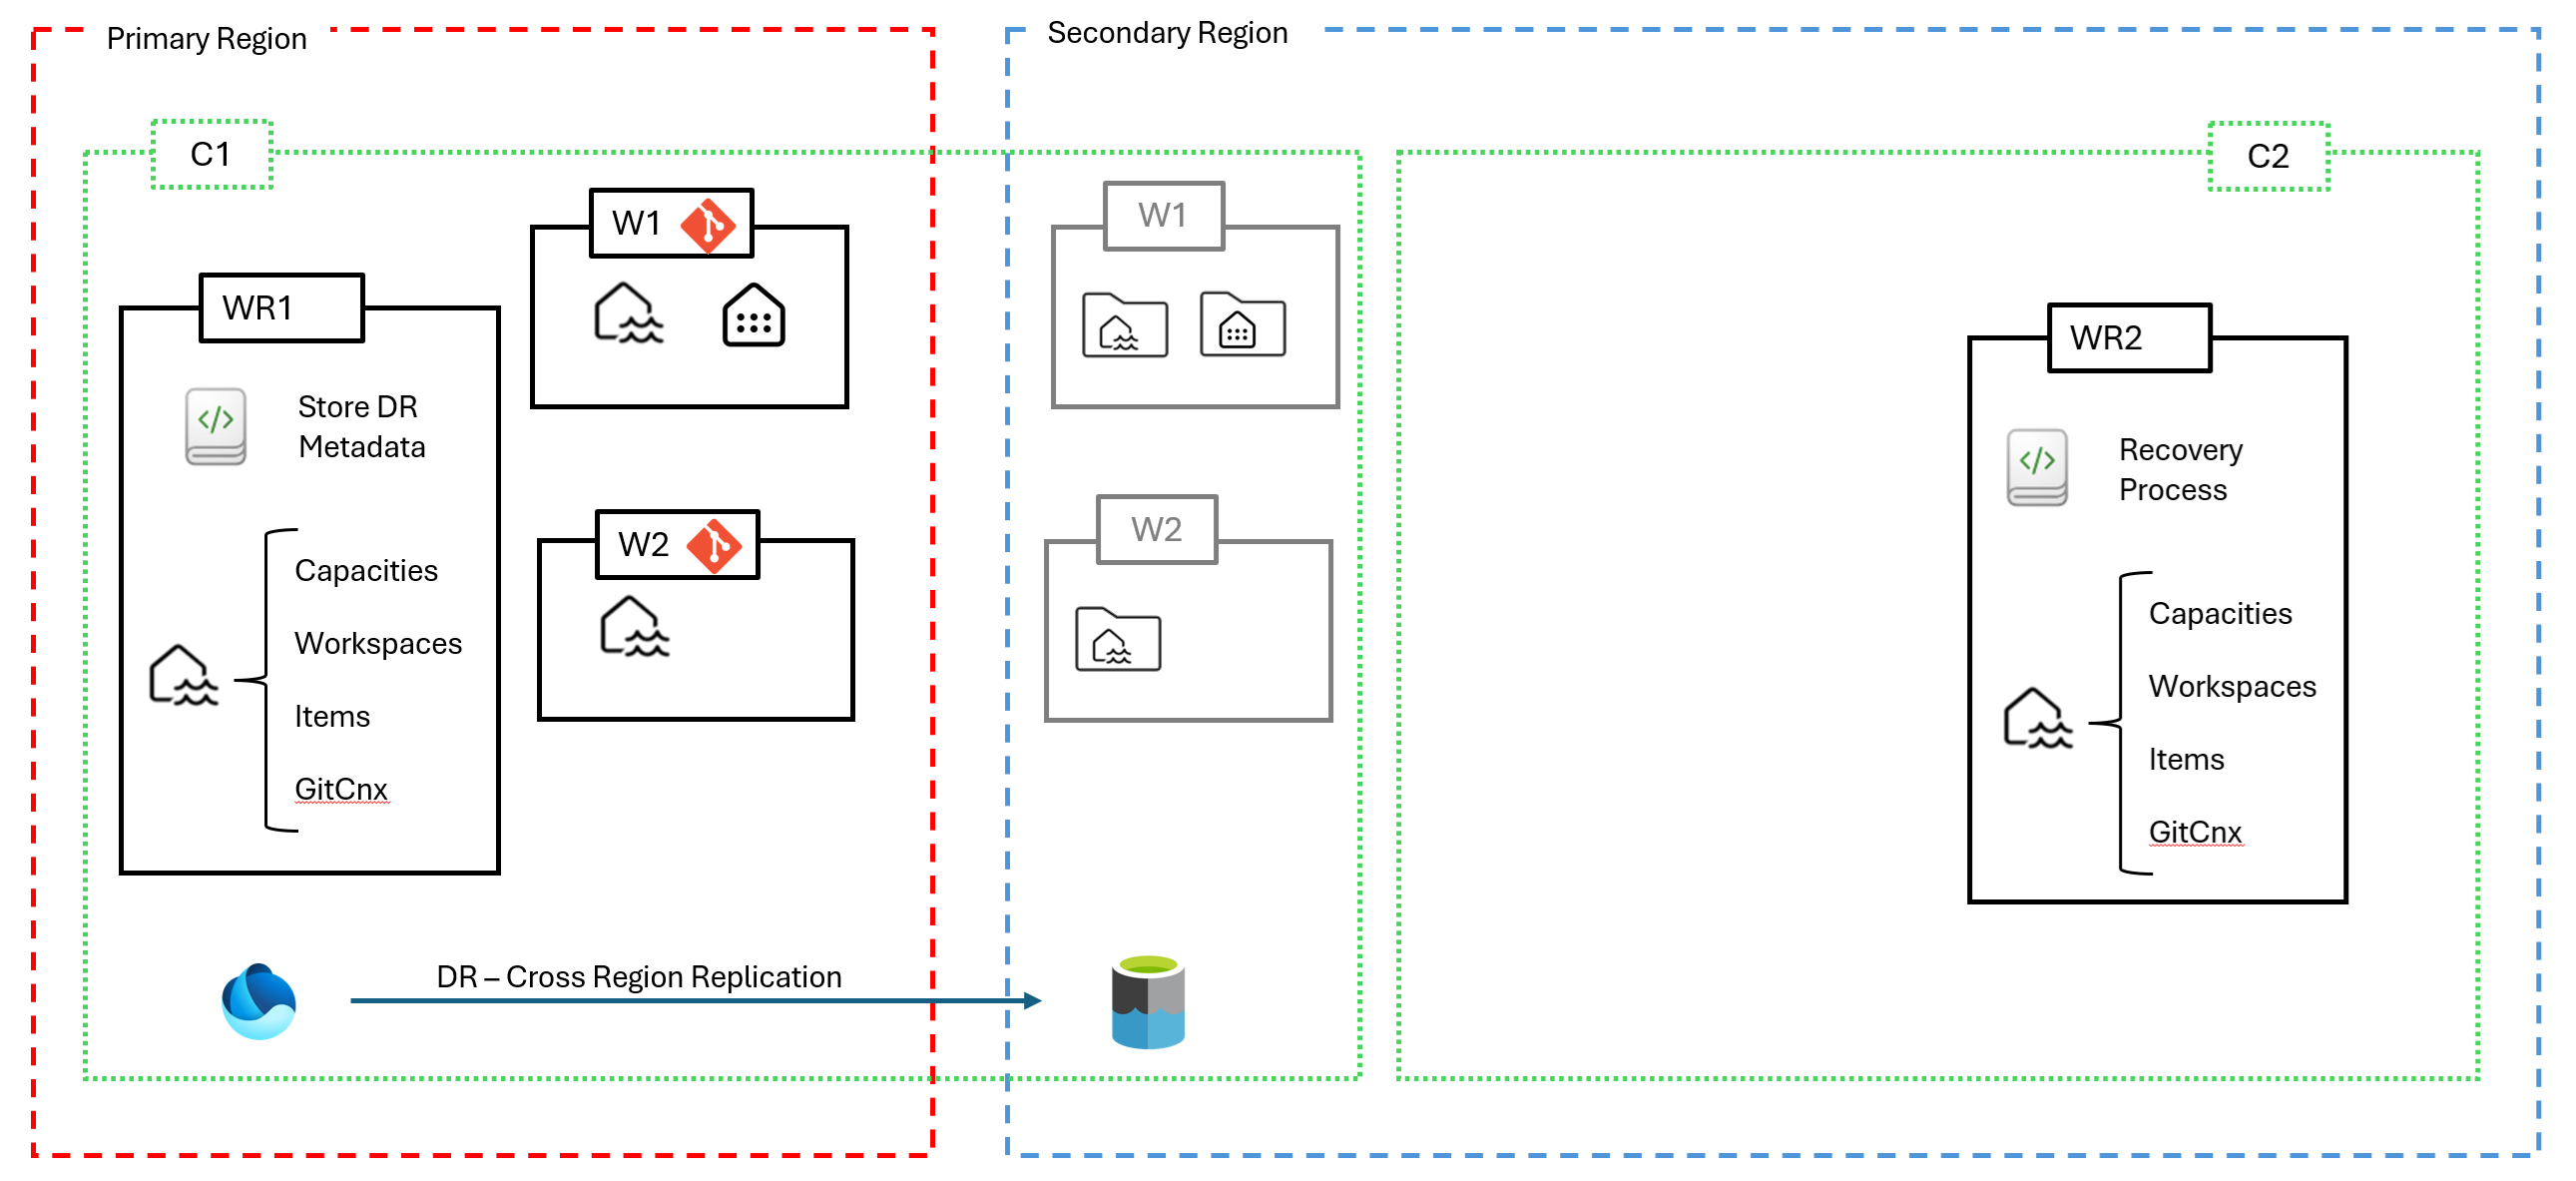 Primary Region
Secondary Region
C1
C2
W1
W1
WR1
WR2
Store DR
Metadata
Recovery
Process
W2
W2
Capacities
Workspaces
Items
GitCnx
Capacities
Workspaces
Items
GitCnx
DR – Cross Region Replication